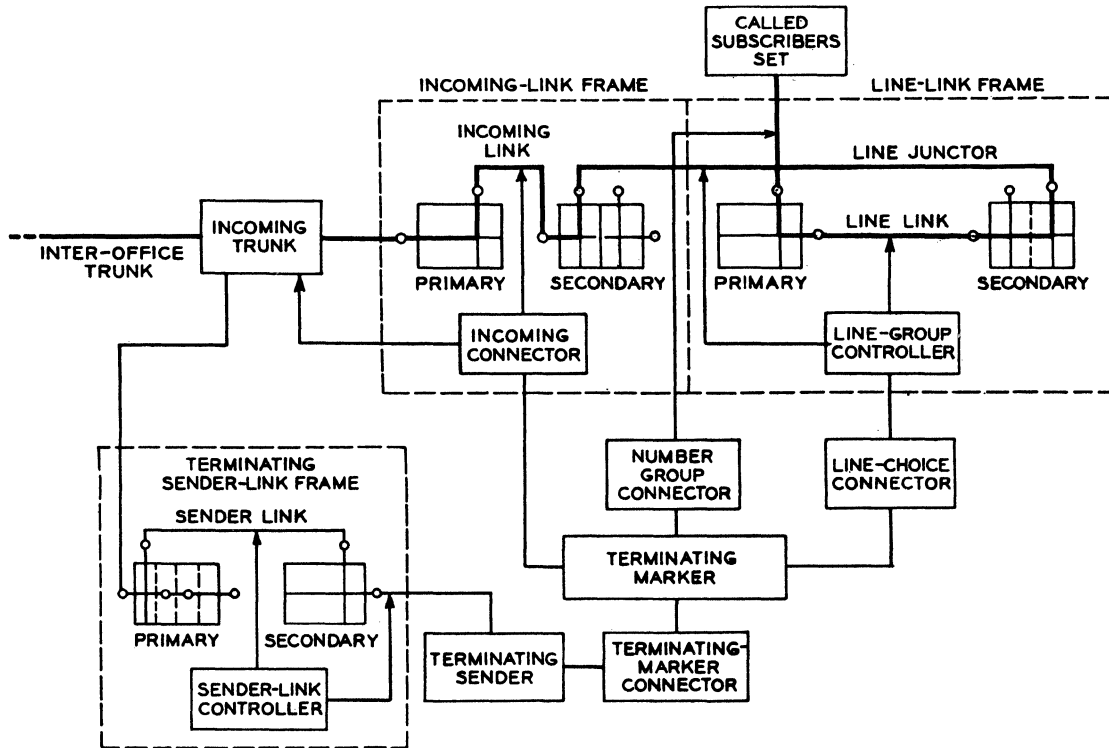 CALLED
SUBSCRIBERS
SET
INCOMING-LINK FRAME
LINE-LINK FRAME
INCOMING
LINK
LINE JUNCTOR
INCOMING
TRUNK
LINE LINK
INTER-OFFICE
TRUNK
PRIMARY
SECONDARY
PRIMARY
SECONDARY
INCOMING
CONNECTOR
LINE-GROUP
CONTROLLER
TERMINATING
SENDER-LINK FRAME
NUMBER
GROUP
CONNECTOR
LINE-CHOICE
CONNECTOR
SENDER LINK
TERMINATING
MARKER
PRIMARY
SECONDARY
TERMINATING
SENDER
TERMINATING-
MARKER
CONNECTOR
SENDER-LINK
CONTROLLER